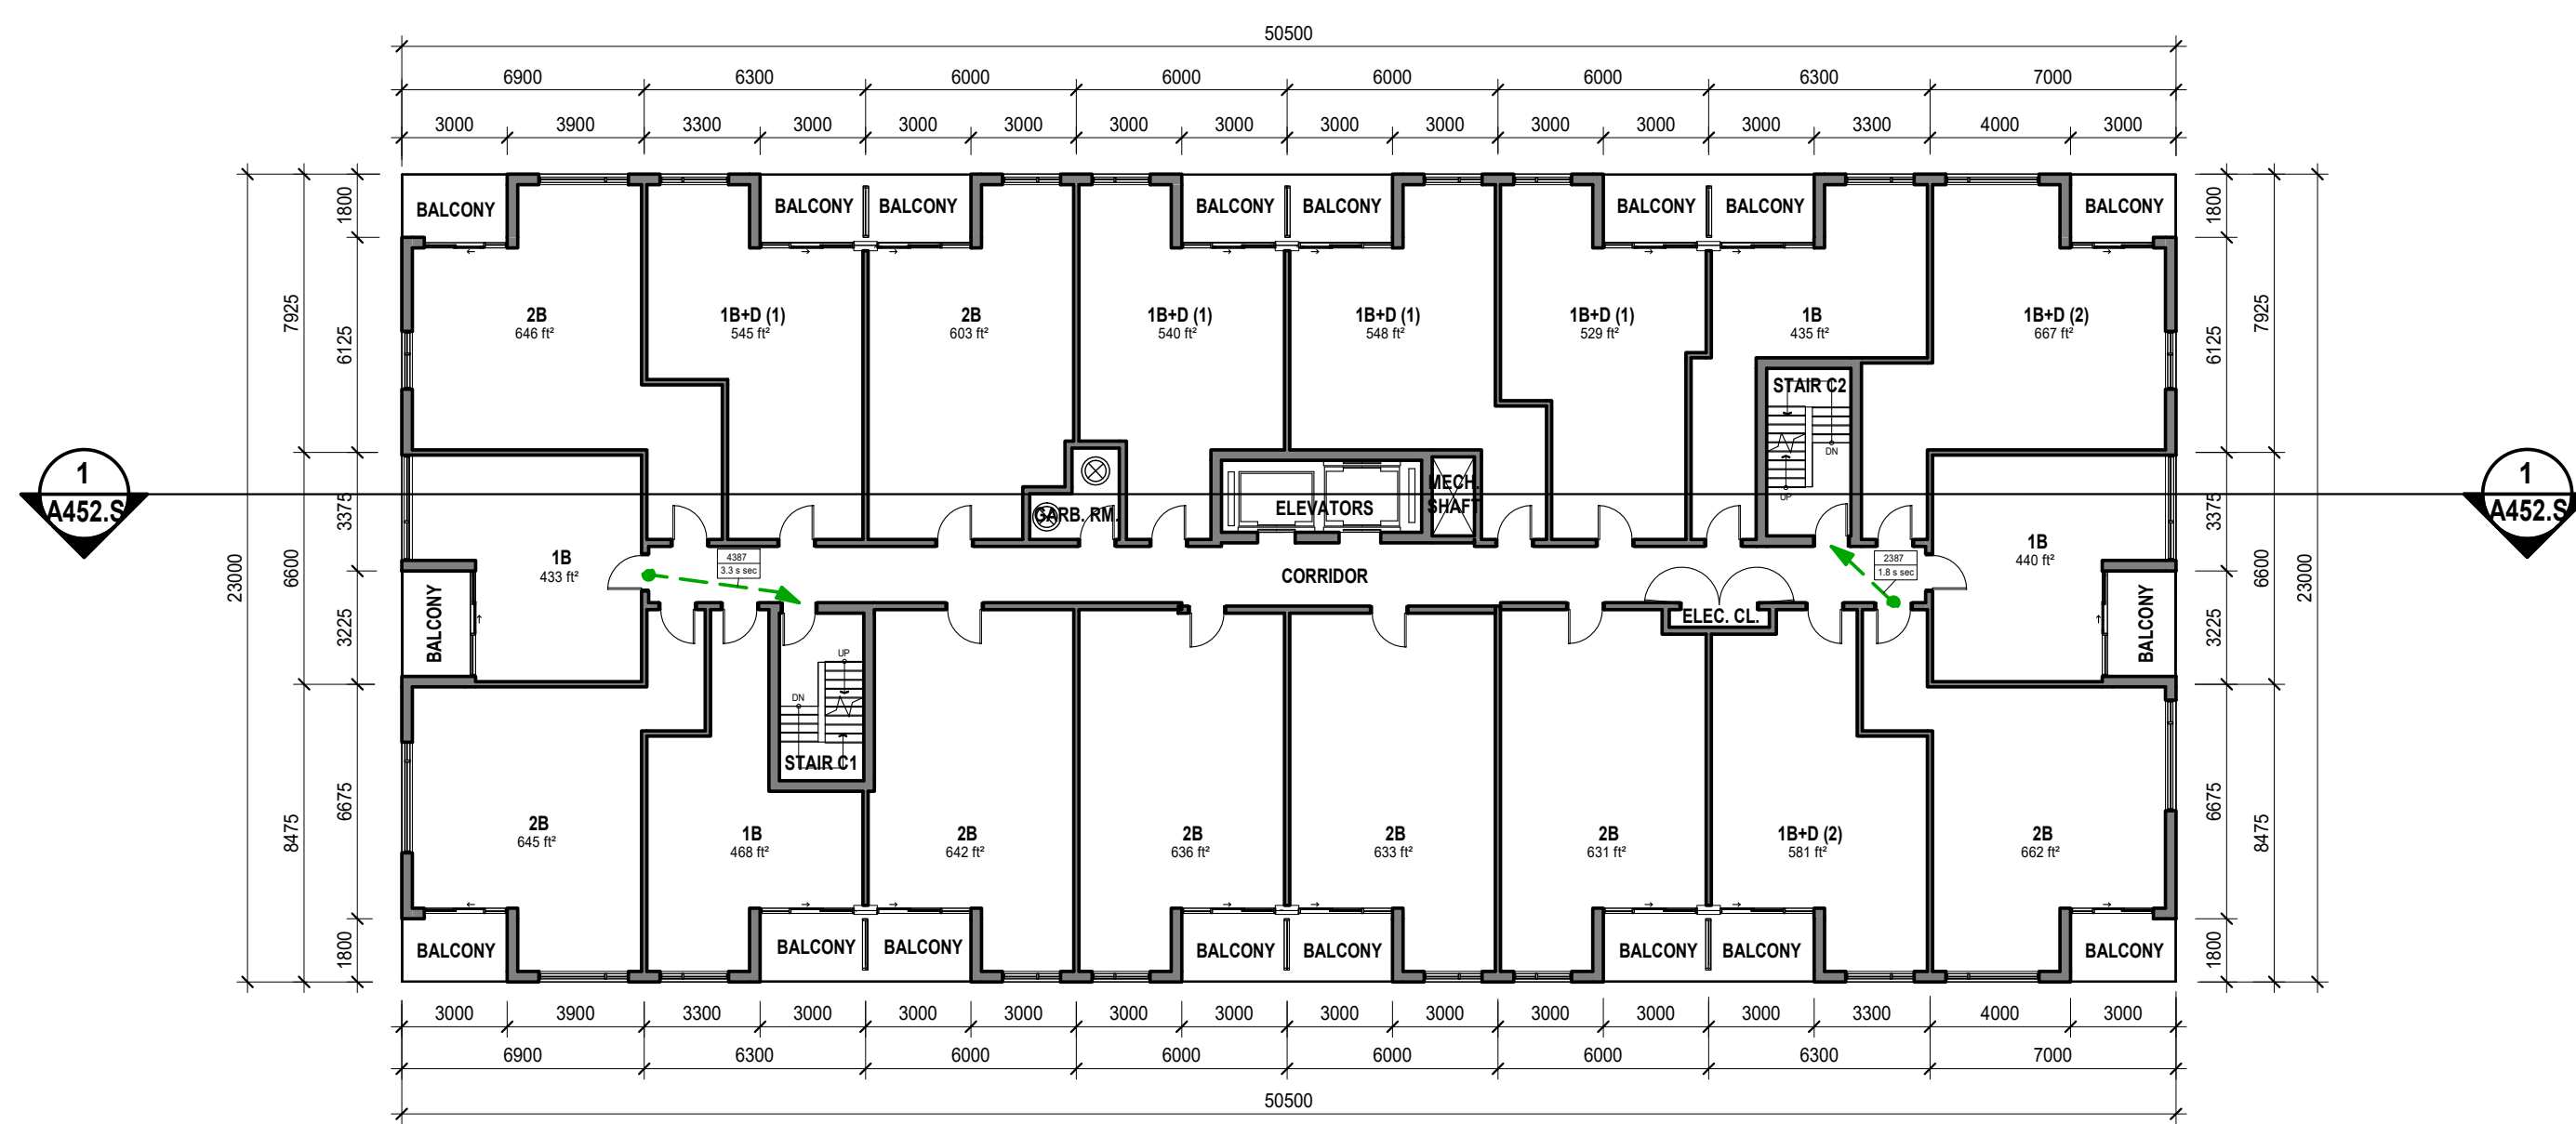 50500
6900 6300 6000 6000 6000 6000 6300 7000
3000 3900 3300 3000 3000 3000 3000 3000 3000 3000 3000 3000 3000 3300 4000 3000
1800
7925
6125
3375
23000
6600
3225
8475
6675
1800
BALCONY
BALCONY
BALCONY
BALCONY
BALCONY
BALCONY
BALCONY
BALCONY
2B
646 ft²
1B+D (1)
545 ft²
2B
603 ft²
1B+D (1)
540 ft²
1B+D (1)
548 ft²
1B+D (1)
529 ft²
1B
435 ft²
1B+D (2)
667 ft²
STAIR C2
DN
UP
1
A452.S
1
A452.S
GARB. RM.
ELEVATORS
MECH.
SHAFT
1B
433 ft²
4387
3.3 s sec
CORRIDOR
2387
1.8 s sec
1B
440 ft²
BALCONY
ELEC. CL.
BALCONY
UP
DN
STAIR C1
2B
645 ft²
1B
468 ft²
2B
642 ft²
2B
636 ft²
2B
633 ft²
2B
631 ft²
1B+D (2)
581 ft²
2B
662 ft²
BALCONY
BALCONY
BALCONY
BALCONY
BALCONY
BALCONY
BALCONY
BALCONY
1800
7925
6125
3375
6600
23000
3225
8475
6675
1800
3000 3900 3300 3000 3000 3000 3000 3000 3000 3000 3000 3000 3000 3300 4000 3000
6900 6300 6000 6000 6000 6000 6300 7000
50500